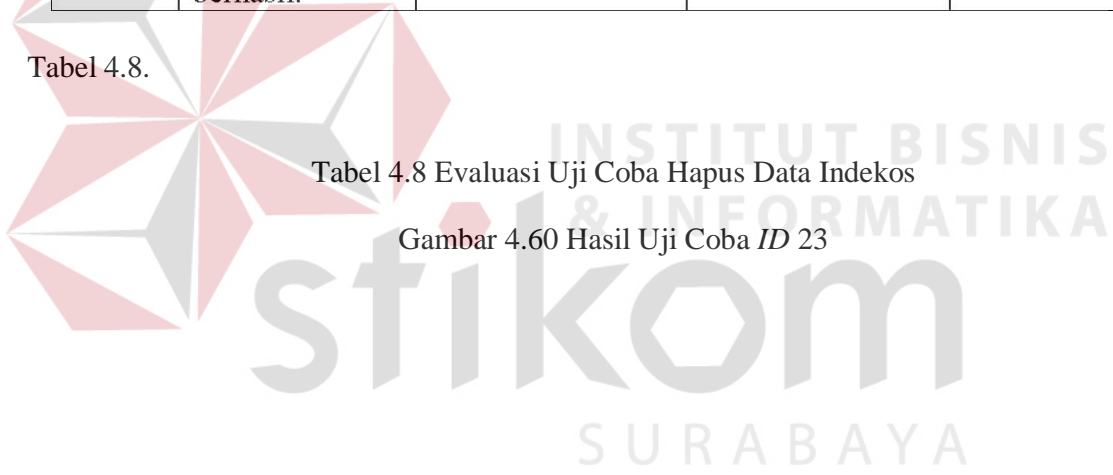 berhasil.
Tabel 4.8.
INSTITUT BISNIS
Tabel 4.8 Evaluasi Uji Coba Hapus Data Indekos
& INFORMATIKA
Gambar 4.60 Hasil Uji Coba ID 23
stikom
SURABAYA